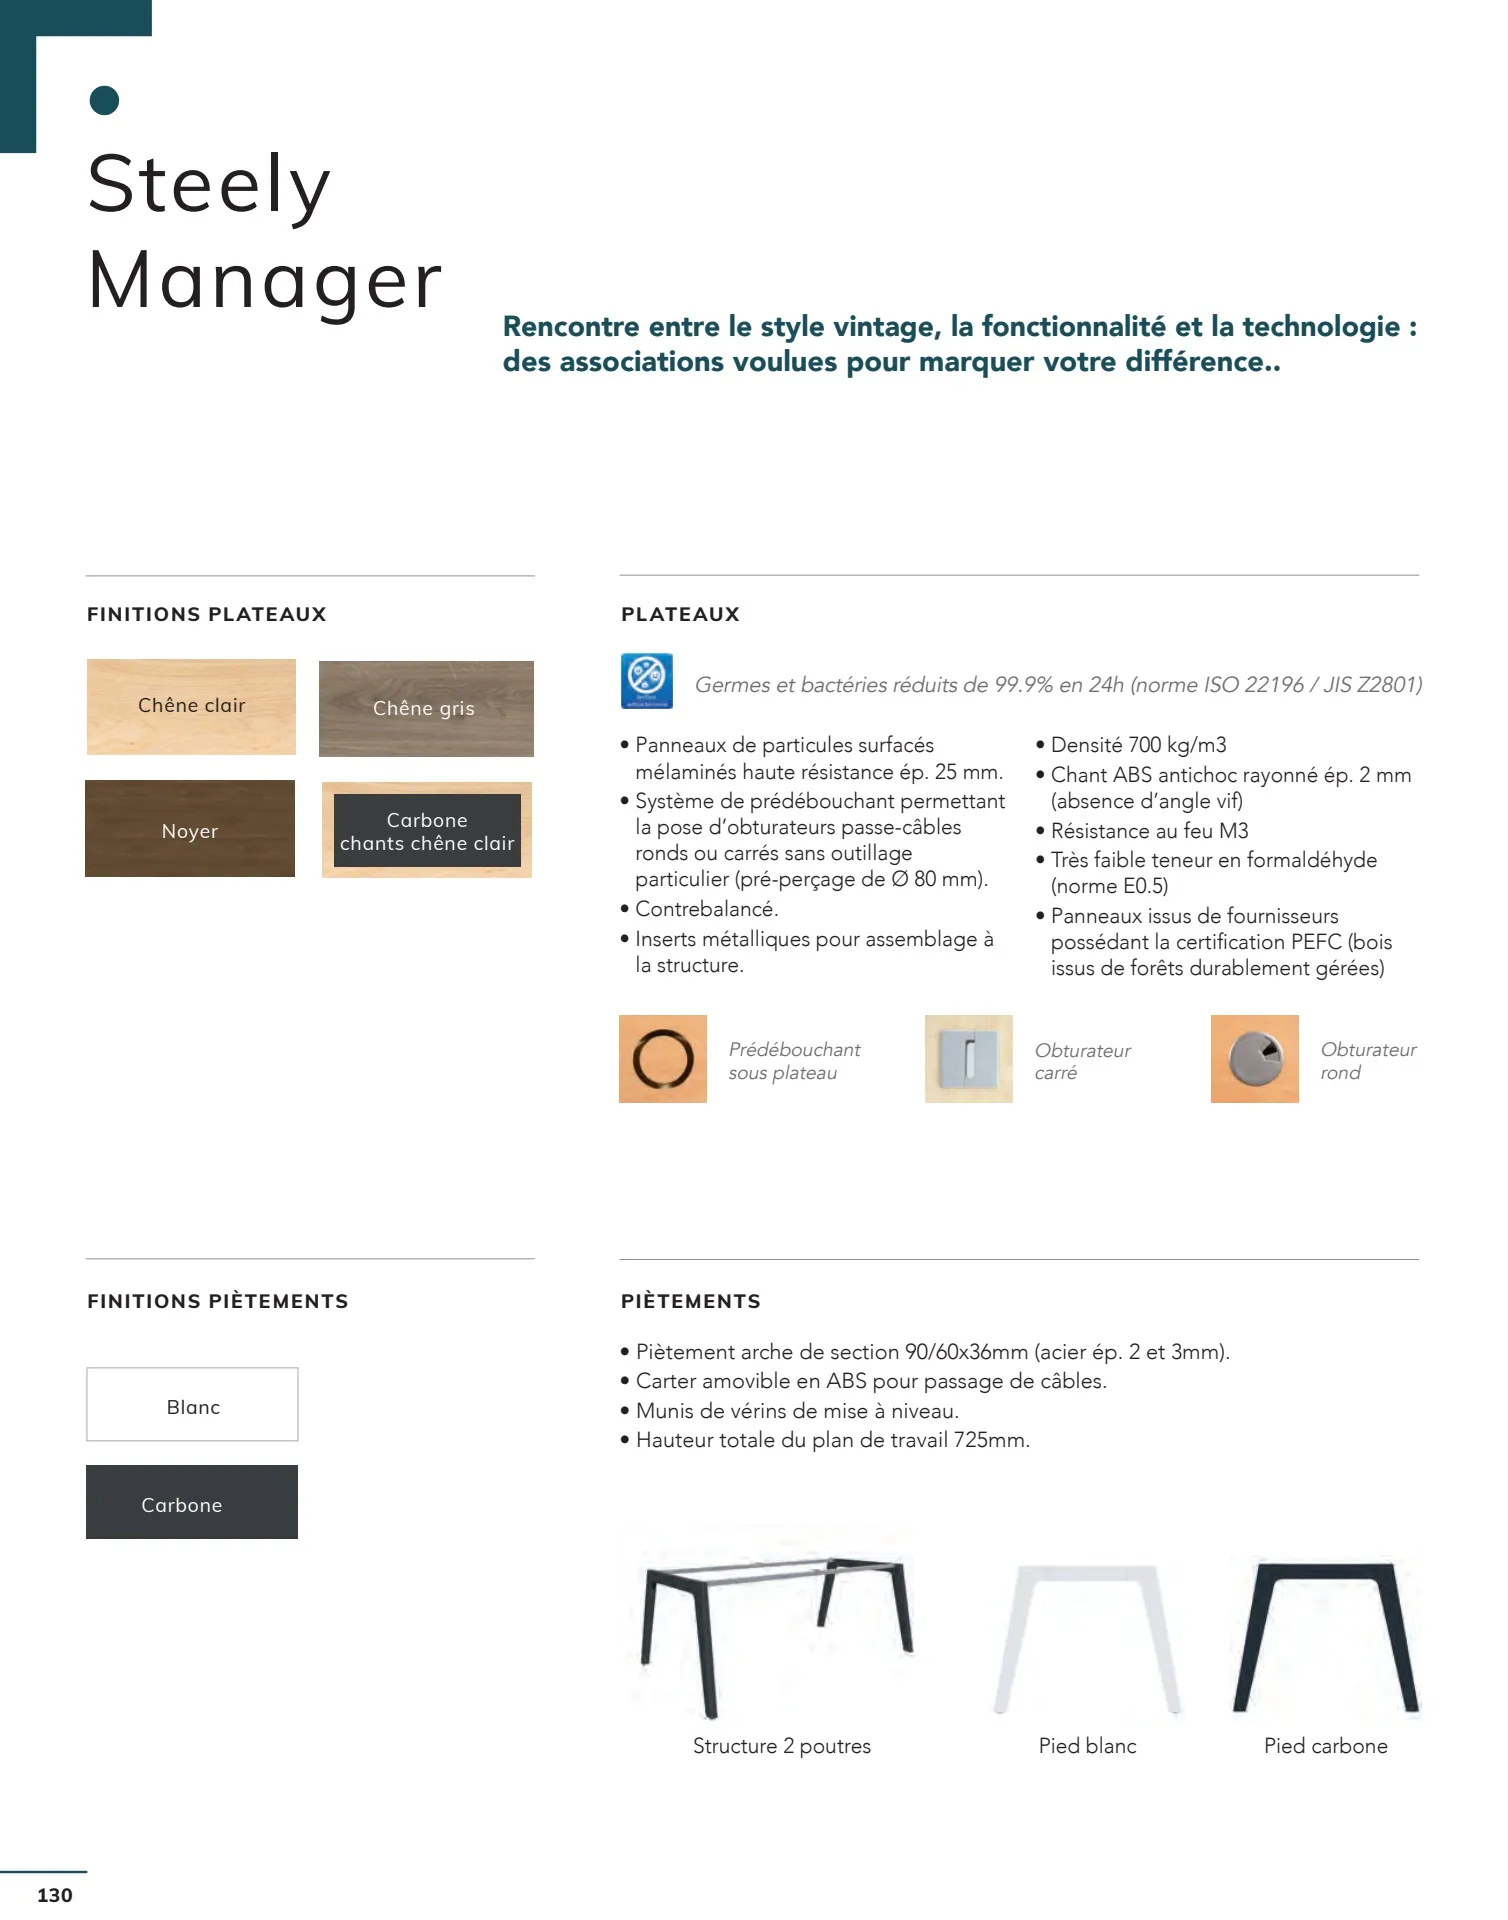 Steely
Manager
Rencontre entre le style vintage, la fonctionnalité et la technologie :
des associations voulues pour marquer votre différence..
FINITIONS PLATEAUX
Chêne clair
Chêne gris
Noyer
Carbone
chants chêne clair
PLATEAUX
Germes et bactéries réduits de 99.9% en 24h (norme ISO 22196 / JIS Z2801)
• Panneaux de particules surfacés
mélaminés haute résistance ép. 25 mm.
• Système de prédébouchant permettant
la pose d’obturateurs passe-câbles
ronds ou carrés sans outillage
particulier (pré-perçage de Ø 80 mm).
• Contrebalancé.
• Inserts métalliques pour assemblage à
la structure.
• Densité 700 kg/m3
• Chant ABS antichoc rayonné ép. 2 mm
(absence d’angle vif)
• Résistance au feu M3
• Très faible teneur en formaldéhyde
(norme E0.5)
• Panneaux issus de fournisseurs
possédant la certification PEFC (bois
issus de forêts durablement gérées)
Prédébouchant
sous plateau
Obturateur
carré
Obturateur
rond
FINITIONS PIÈTEMENTS
Blanc
Carbone
PIÈTEMENTS
• Piètement arche de section 90/60x36mm (acier ép. 2 et 3mm).
• Carter amovible en ABS pour passage de câbles.
• Munis de vérins de mise à niveau.
• Hauteur totale du plan de travail 725mm.
Structure 2 poutres
Pied blanc
Pied carbone
130